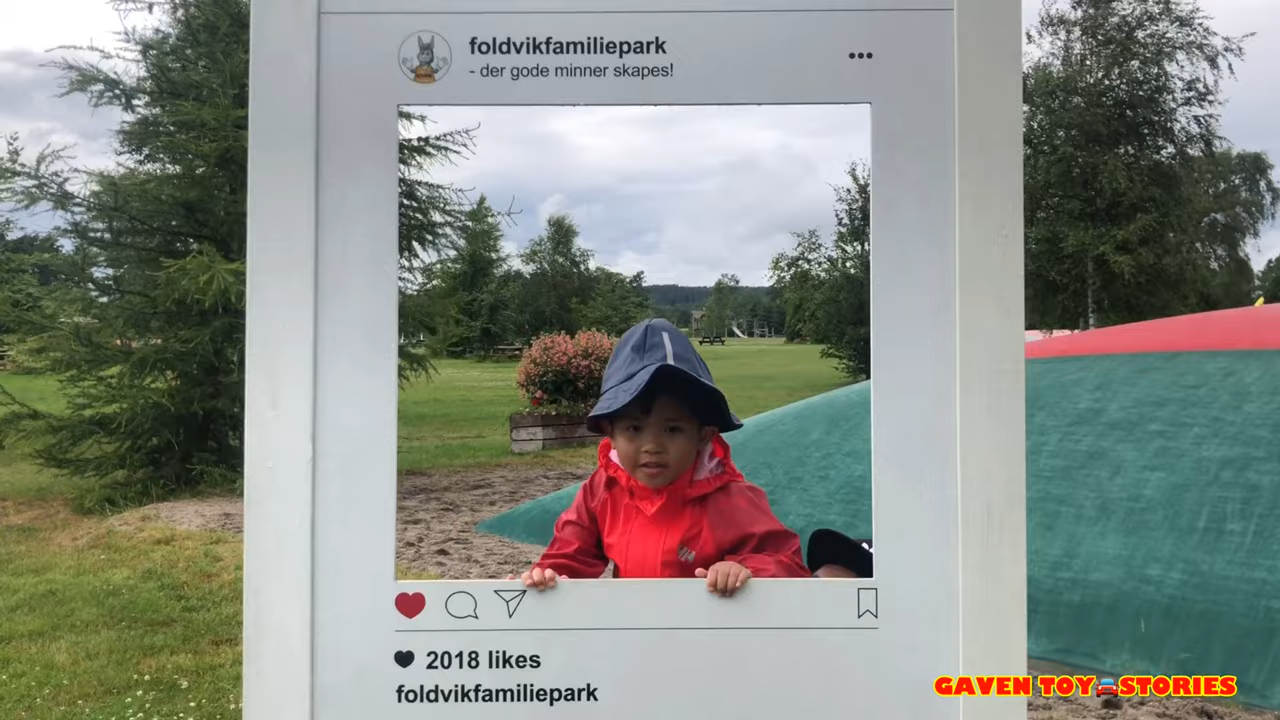 foldvikfamiliepark
- der gode minner skapes!
2018 likes
foldvikfamiliepark
GAVEN TOY STORIES